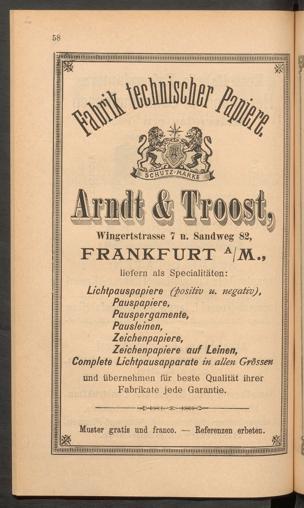 58
Fabrik technischer Papiere.
SCHUTZ-MARKE
Arndt & Troost,
Wingertstrasse 7 u. Sandweg 82,
FRANKFURT A/M.,
liefern als Specialitäten:
Lichtpauspapiere (positiv u. negativ),
Pauspapiere,
Pauspergamente,
Pausleinen,
Zeichenpapiere,
Zeichenpapiere auf Leinen,
Complete Lichtpausapparate in allen Grössen
und übernehmen für beste Qualität ihrer
Fabrikate jede Garantie.
Muster gratis und franco. — Referenzen erbeten.